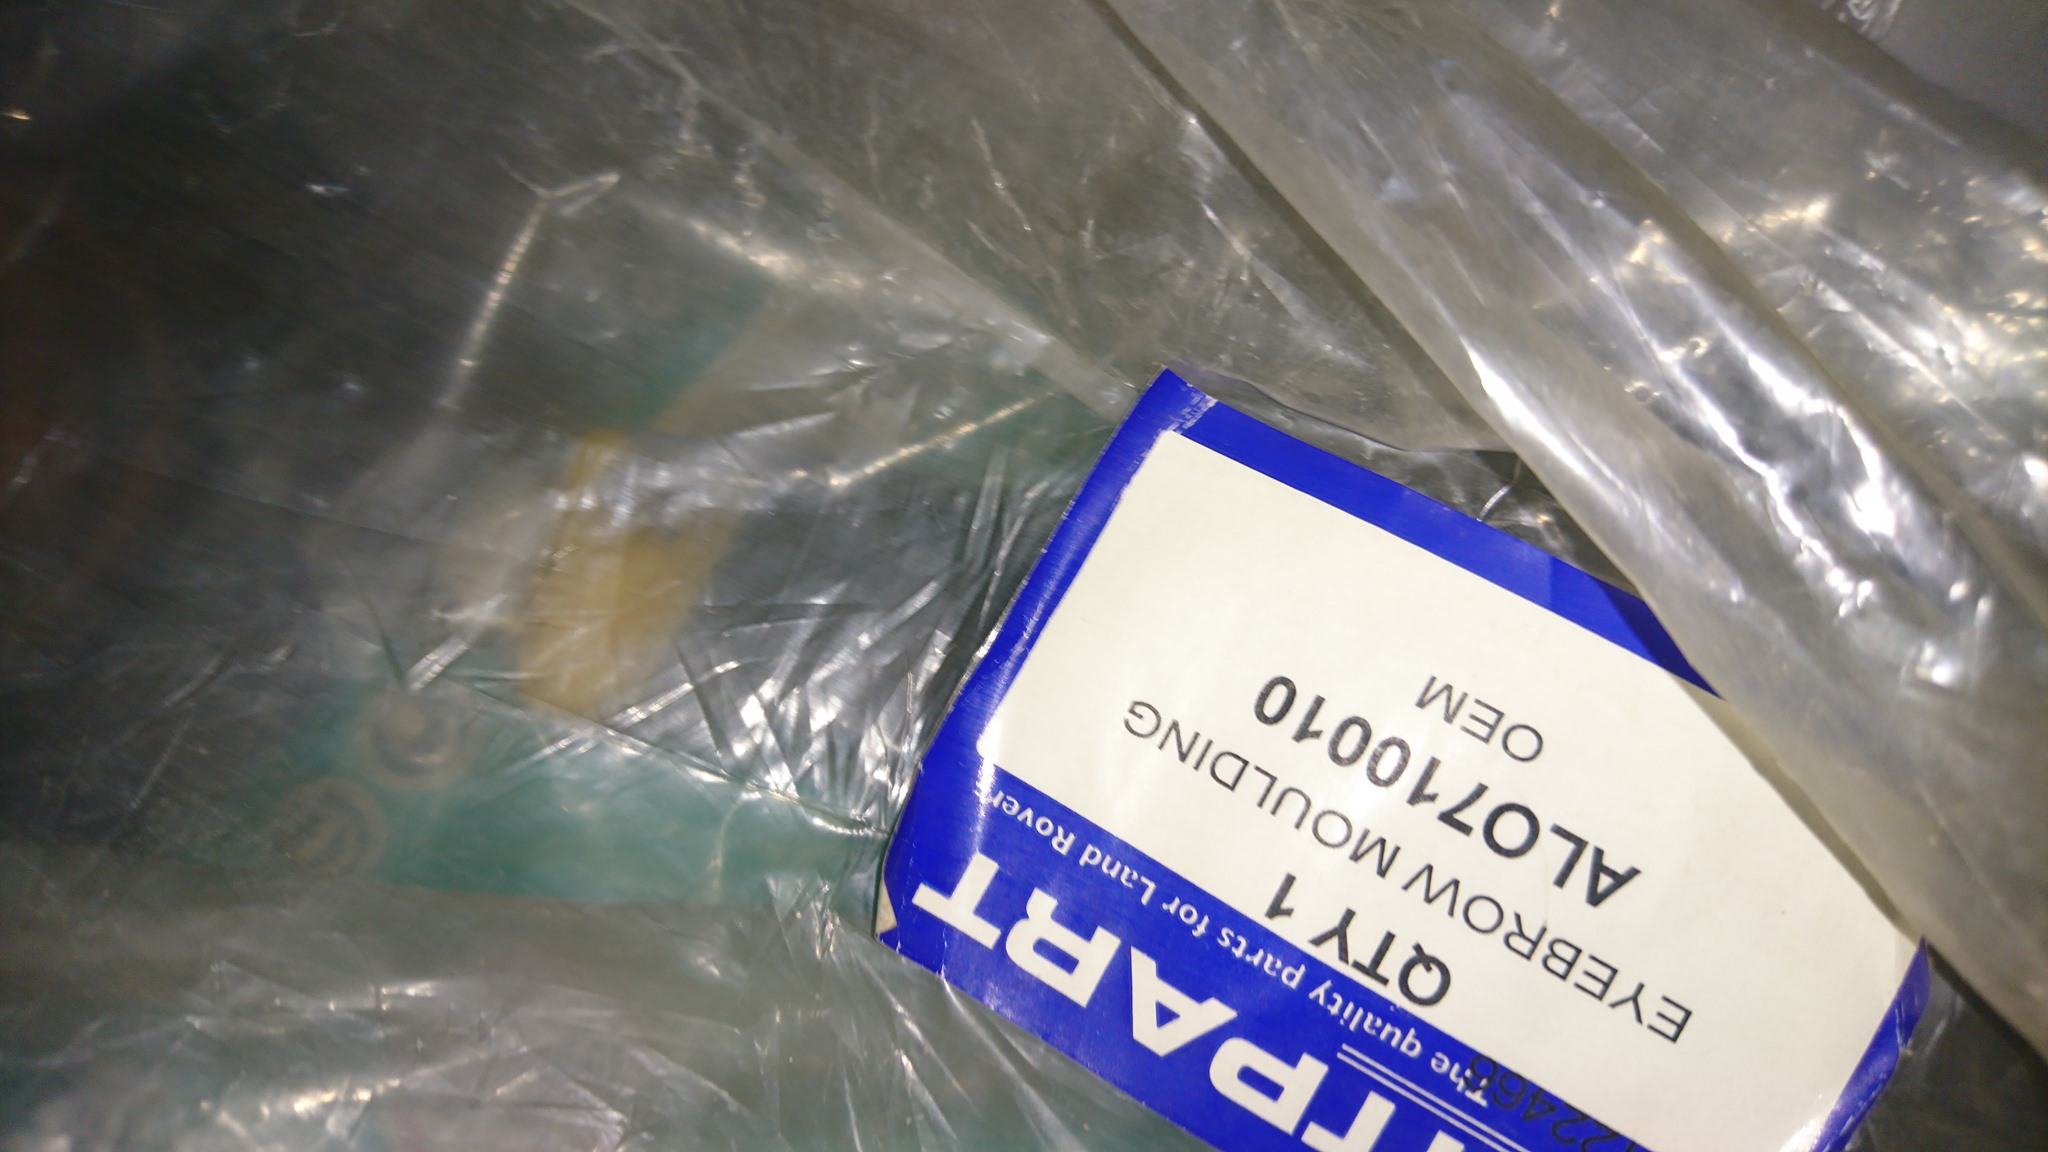 TPART
The quality parts for Land Rover
QTY 1
EYEBROW MOULDING
ALO710010
OEM